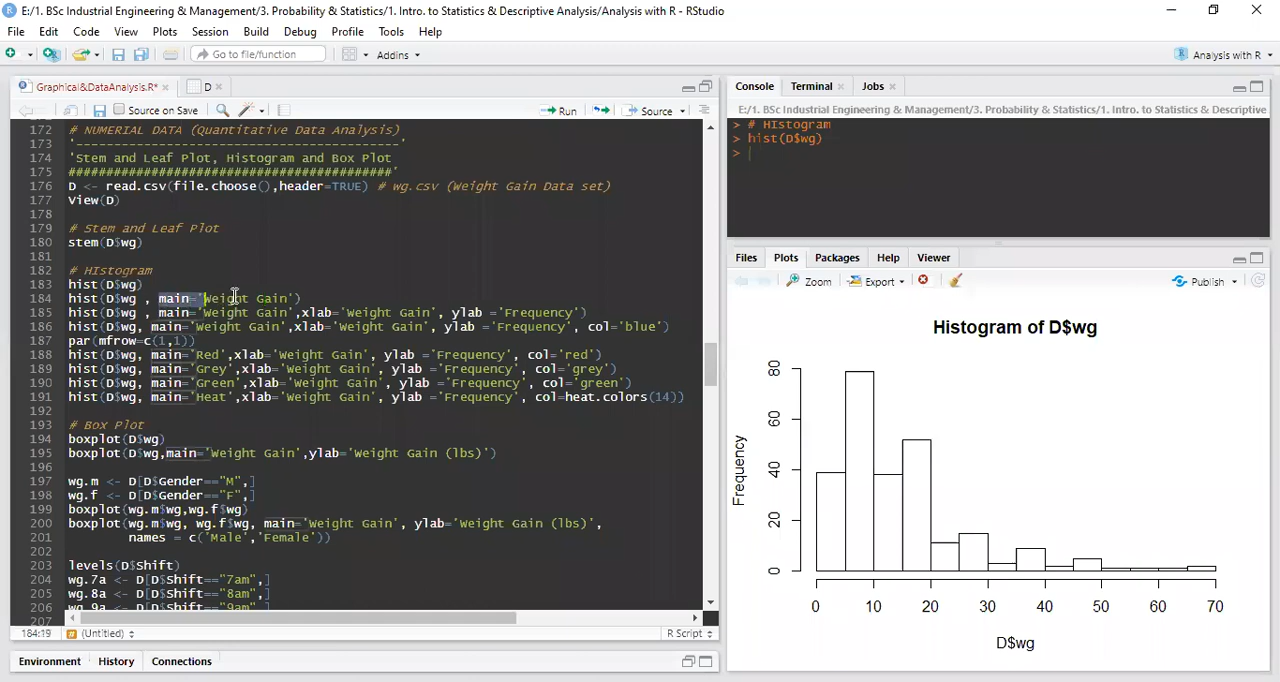 E:/1. BSc Industrial Engineering & Management/3. Probability & Statistics/1. Intro. to Statistics & Descriptive Analysis/Analysis with R - RStudio
File Edit Code View Plots Session Build Debug Profile Tools Help
Go to file/function Addins Analysis with R
Graphical&DataAnalysis.R* D
Source on Save Run Source
172 # NUMERIAL DATA (Quantitative Data Analysis)
173 '-------------------------------------------'
174 'Stem and Leaf Plot, Histogram and Box Plot
175 ###########################################'
176 D <- read.csv(file.choose(),header=TRUE) # wg.csv (Weight Gain Data set)
177 View(D)
178
179 # Stem and Leaf Plot
180 stem(D$wg)
181
182 # HIstogram
183 hist(D$wg)
184 hist(D$wg , main='Weight Gain')
185 hist(D$wg , main='Weight Gain',xlab='Weight Gain', ylab ='Frequency')
186 hist(D$wg, main='Weight Gain',xlab='Weight Gain', ylab ='Frequency', col='blue')
187 par(mfrow=c(1,1))
188 hist(D$wg, main='Red',xlab='Weight Gain', ylab ='Frequency', col='red')
189 hist(D$wg, main='Grey',xlab='Weight Gain', ylab ='Frequency', col='grey')
190 hist(D$wg, main='Green',xlab='Weight Gain', ylab ='Frequency', col='green')
191 hist(D$wg, main='Heat',xlab='Weight Gain', ylab ='Frequency', col=heat.colors(14))
192
193 # Box Plot
194 boxplot(D$wg)
195 boxplot(D$wg,main='Weight Gain',ylab='Weight Gain (lbs)')
196
197 wg.m <- D[D$Gender=="M",]
198 wg.f <- D[D$Gender=="F",]
199 boxplot(wg.m$wg,wg.f$wg)
200 boxplot(wg.m$wg, wg.f$wg, main='Weight Gain', ylab='Weight Gain (lbs)',
201 names = c('Male','Female'))
202
203 levels(D$Shift)
204 wg.7a <- D[D$Shift=="7am",]
205 wg.8a <- D[D$Shift=="8am",]
206 wg.9a <- D[D$Shift=="9am",]
207
184:19 (Untitled) R Script
Environment History Connections
Console Terminal Jobs
E:/1. BSc Industrial Engineering & Management/3. Probability & Statistics/1. Intro. to Statistics & Descriptive
> # HIstogram
> hist(D$wg)
>
Files Plots Packages Help Viewer
Zoom Export Publish
Histogram of D$wg
Frequency
80
60
40
20
0
0 10 20 30 40 50 60 70
D$wg